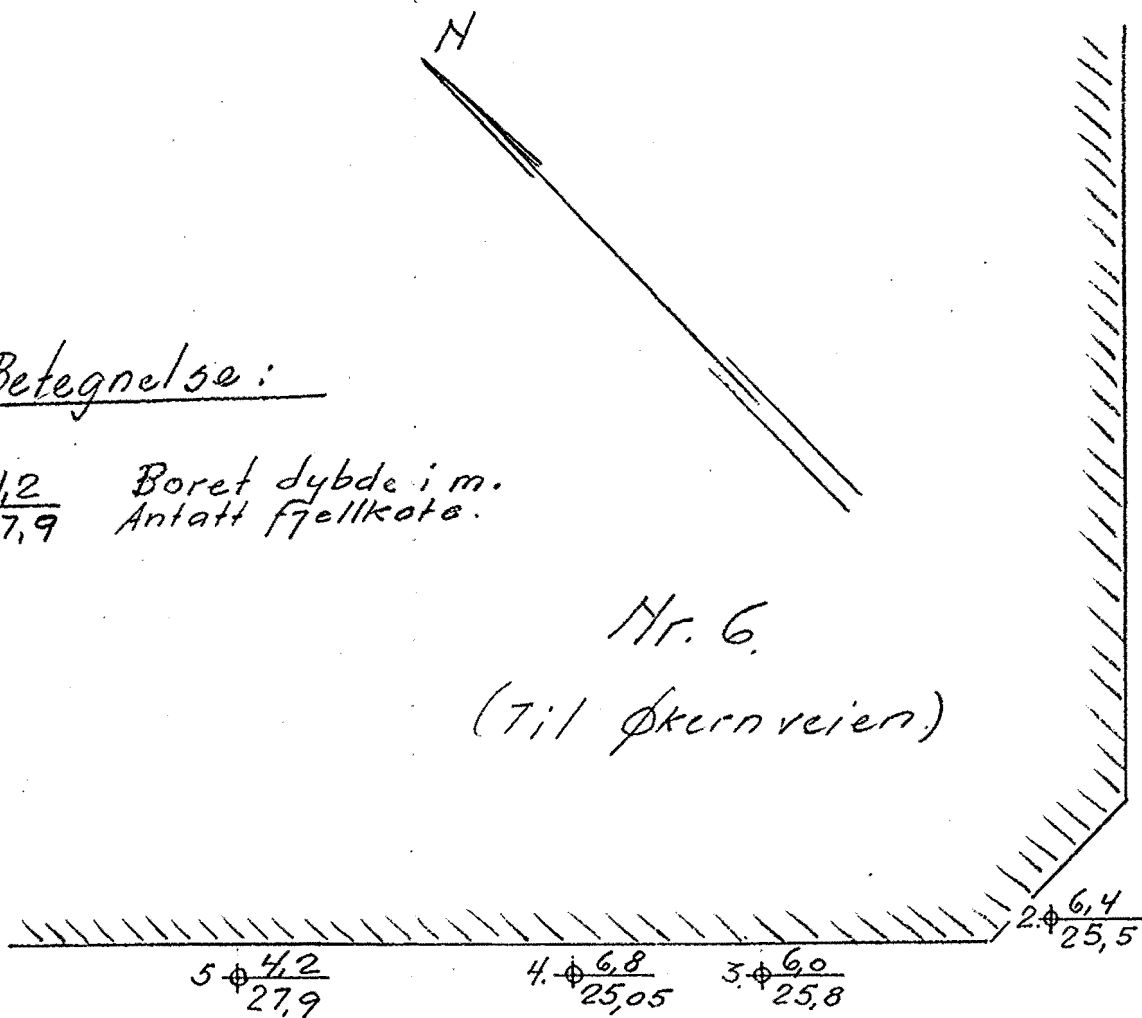 N
Betegnelse:
4,2 Boret dybde i m.
27,9 Antatt fjellkote.
Nr. 6.
(Til Økernveien.)
2. 6,4
25,5
5 4,2
27,9
4. 6,8
25,05
3. 6,0
25,8